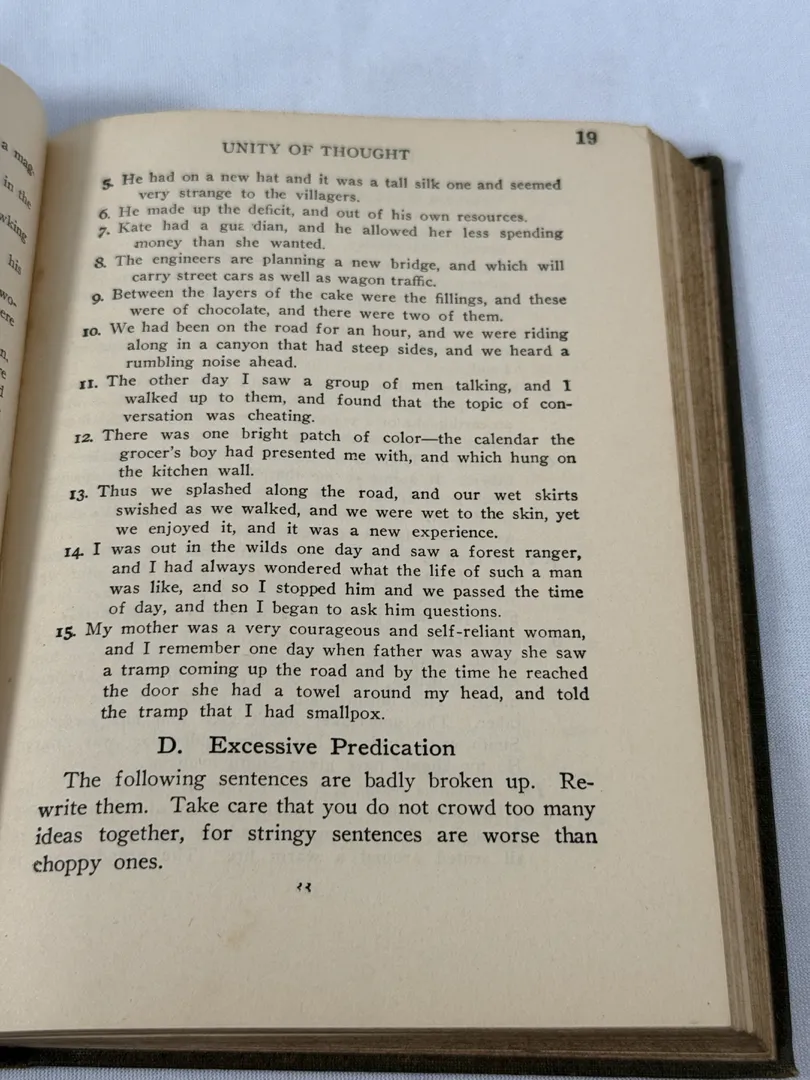 a mag-
in the
wking
his
wo-
ere
n,
UNITY OF THOUGHT
19
5. He had on a new hat and it was a tall silk one and seemed
very strange to the villagers.
6. He made up the deficit, and out of his own resources.
7. Kate had a gua dian, and he allowed her less spending
money than she wanted.
8. The engineers are planning a new bridge, and which will
carry street cars as well as wagon traffic.
9. Between the layers of the cake were the fillings, and these
were of chocolate, and there were two of them.
10. We had been on the road for an hour, and we were riding
along in a canyon that had steep sides, and we heard a
rumbling noise ahead.
11. The other day I saw a group of men talking, and I
walked up to them, and found that the topic of con-
versation was cheating.
12. There was one bright patch of color—the calendar the
grocer's boy had presented me with, and which hung on
the kitchen wall.
13. Thus we splashed along the road, and our wet skirts
swished as we walked, and we were wet to the skin, yet
we enjoyed it, and it was a new experience.
14. I was out in the wilds one day and saw a forest ranger,
and I had always wondered what the life of such a man
was like, and so I stopped him and we passed the time
of day, and then I began to ask him questions.
15. My mother was a very courageous and self-reliant woman,
and I remember one day when father was away she saw
a tramp coming up the road and by the time he reached
the door she had a towel around my head, and told
the tramp that I had smallpox.
D. Excessive Predication
The following sentences are badly broken up. Re-
write them. Take care that you do not crowd too many
ideas together, for stringy sentences are worse than
choppy ones.